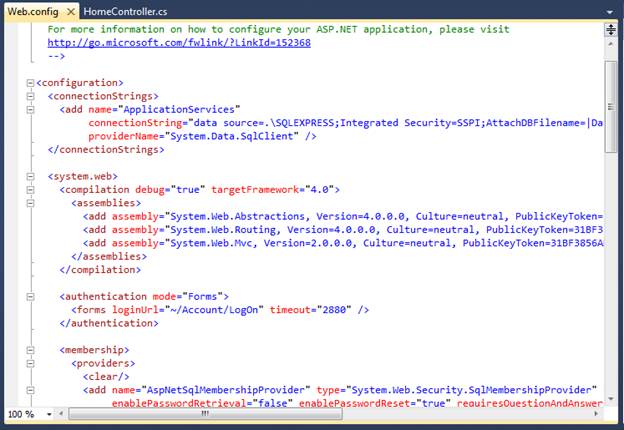 Web.config HomeController.cs
For more information on how to configure your ASP.NET application, please visit
http://go.microsoft.com/fwlink/?LinkId=152368
-->
<configuration>
<connectionStrings>
<add name="ApplicationServices"
connectionString="data source=.\SQLEXPRESS;Integrated Security=SSPI;AttachDBFilename=|Da
providerName="System.Data.SqlClient" />
</connectionStrings>
<system.web>
<compilation debug="true" targetFramework="4.0">
<assemblies>
<add assembly="System.Web.Abstractions, Version=4.0.0.0, Culture=neutral, PublicKeyToken=
<add assembly="System.Web.Routing, Version=4.0.0.0, Culture=neutral, PublicKeyToken=31BF3
<add assembly="System.Web.Mvc, Version=2.0.0.0, Culture=neutral, PublicKeyToken=31BF3856A
</assemblies>
</compilation>
<authentication mode="Forms">
<forms loginUrl="~/Account/LogOn" timeout="2880" />
</authentication>
<membership>
<providers>
<clear/>
<add name="AspNetSqlMembershipProvider" type="System.Web.Security.SqlMembershipProvider"
enablePasswordRetrieval="false" enablePasswordReset="true" requiresQuestionAndAnswer
100 %